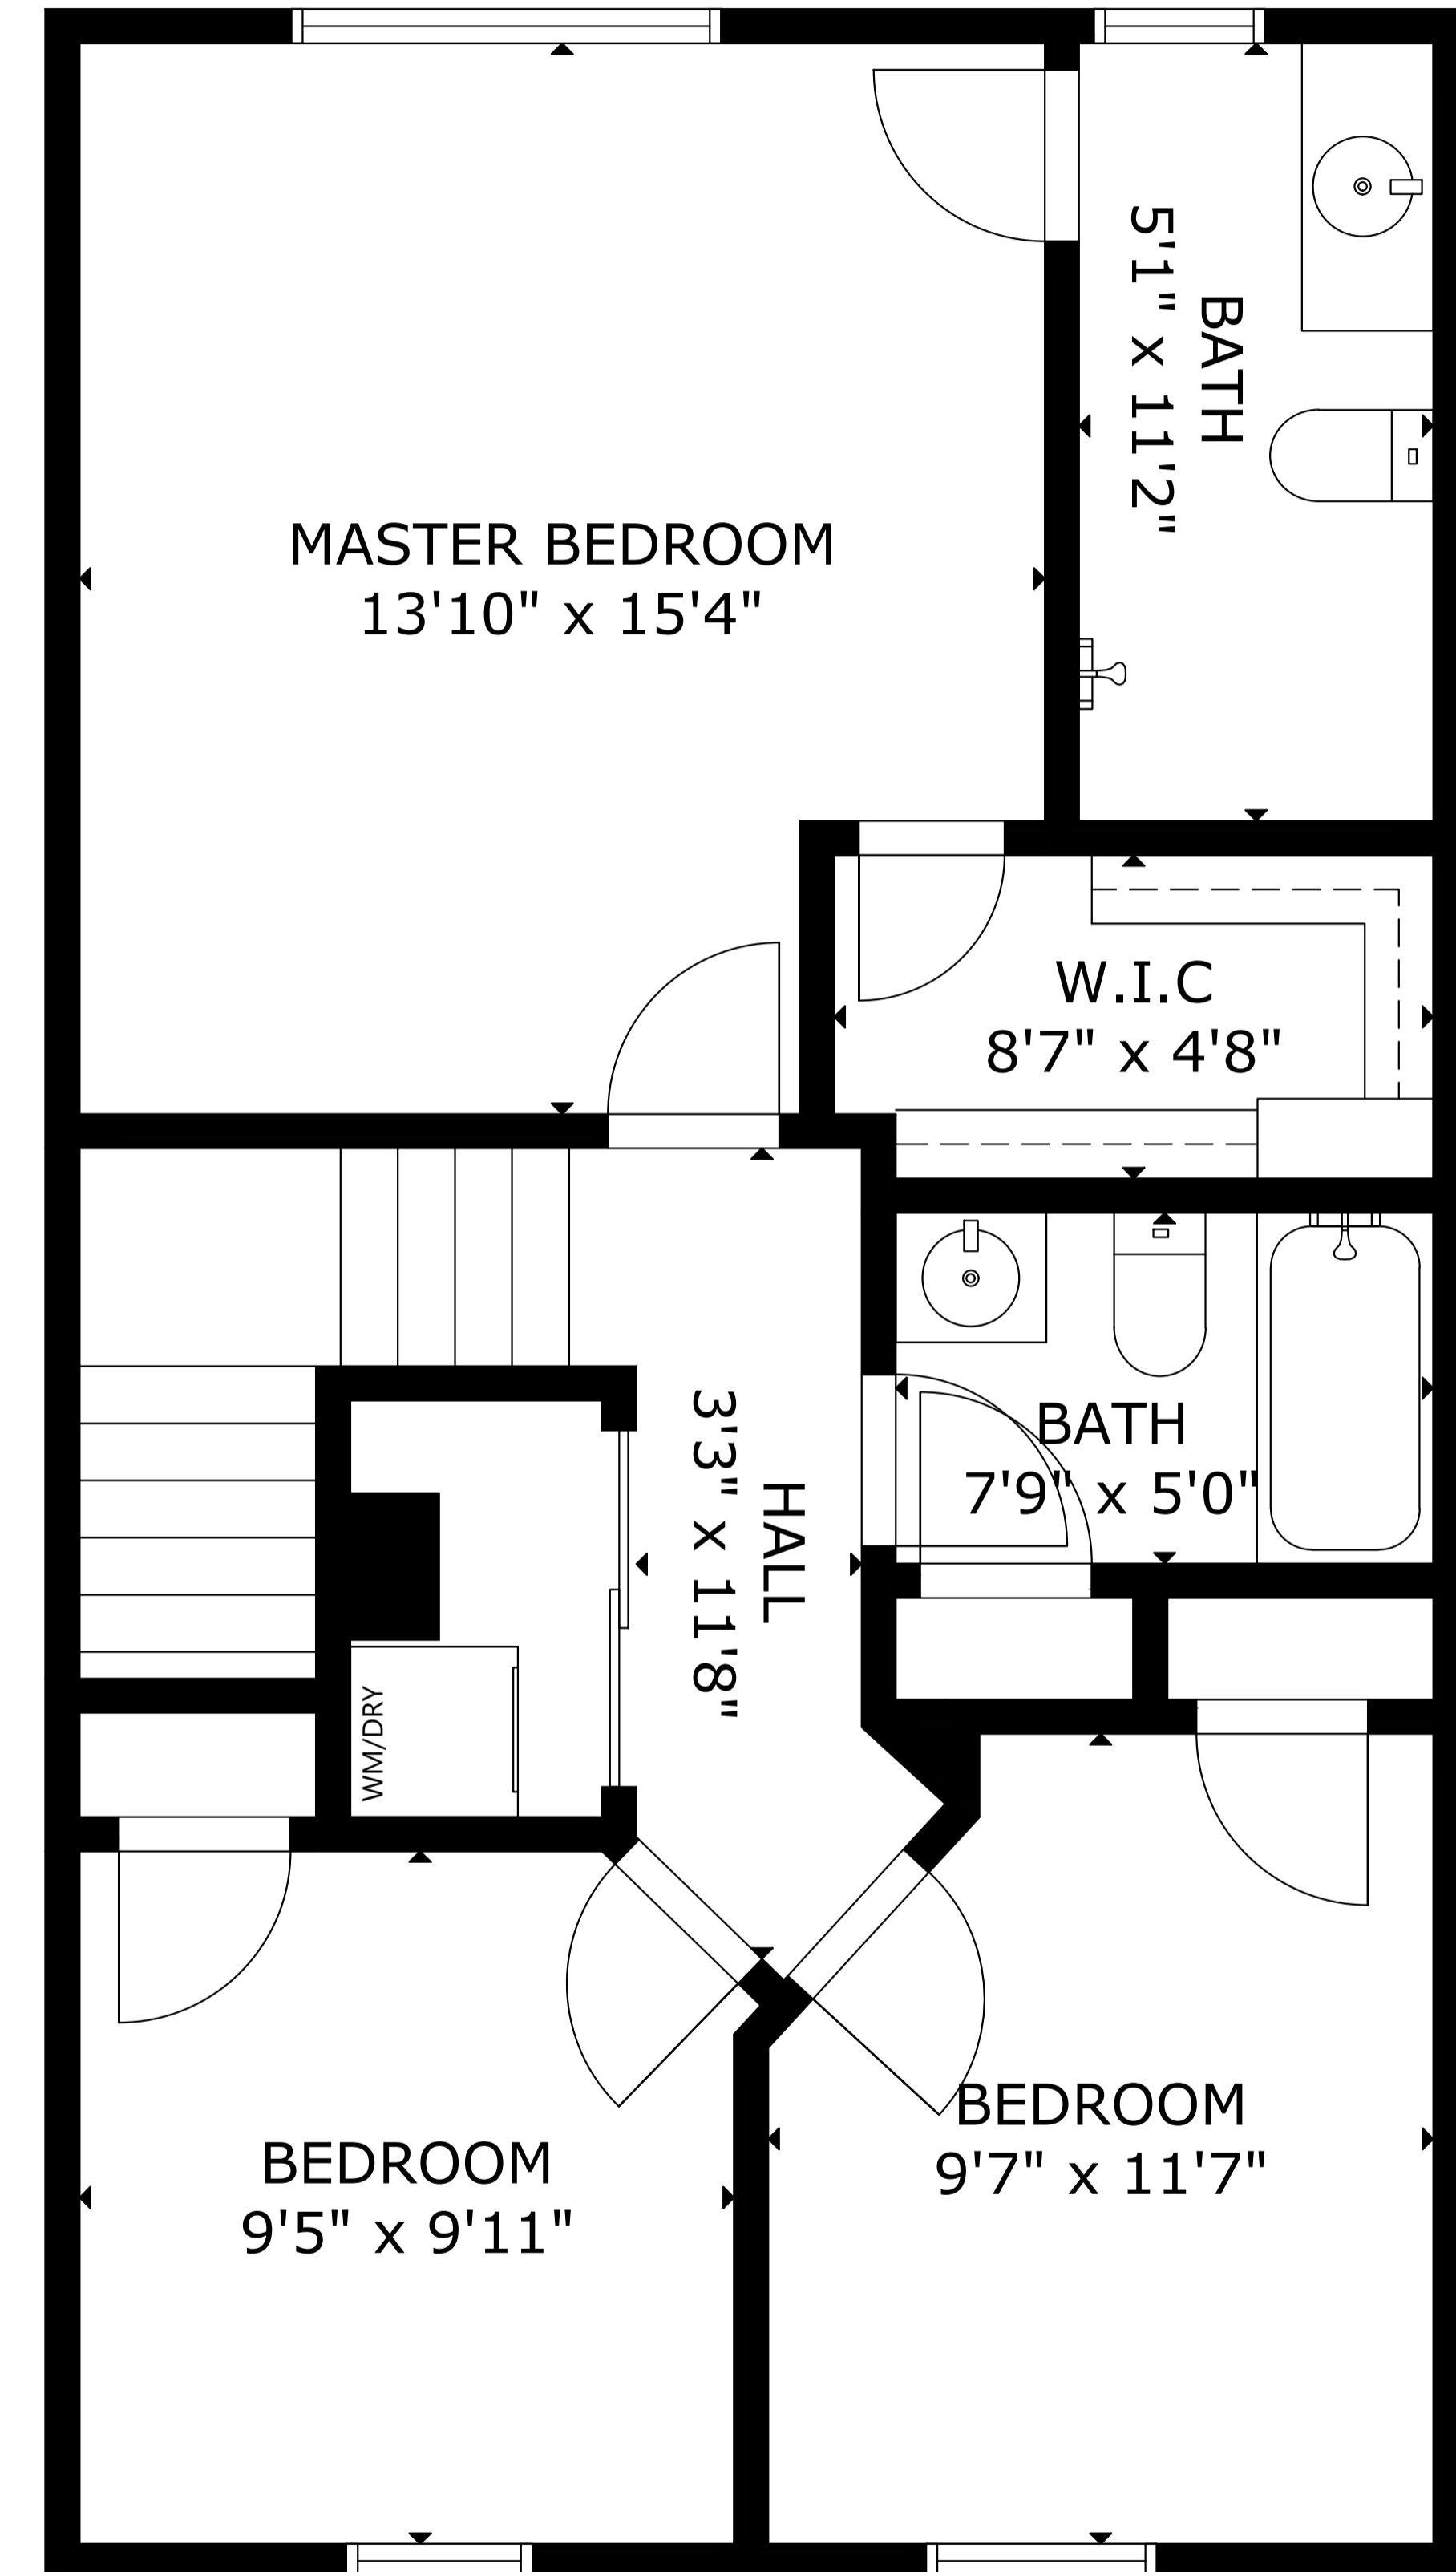 BATH
5'1" x 11'2"
MASTER BEDROOM
13'10" x 15'4"
W.I.C
8'7" x 4'8"
HALL
3'3" x 11'8"
BATH
7'9" x 5'0"
WM/DRY
BEDROOM
9'7" x 11'7"
BEDROOM
9'5" x 9'11"